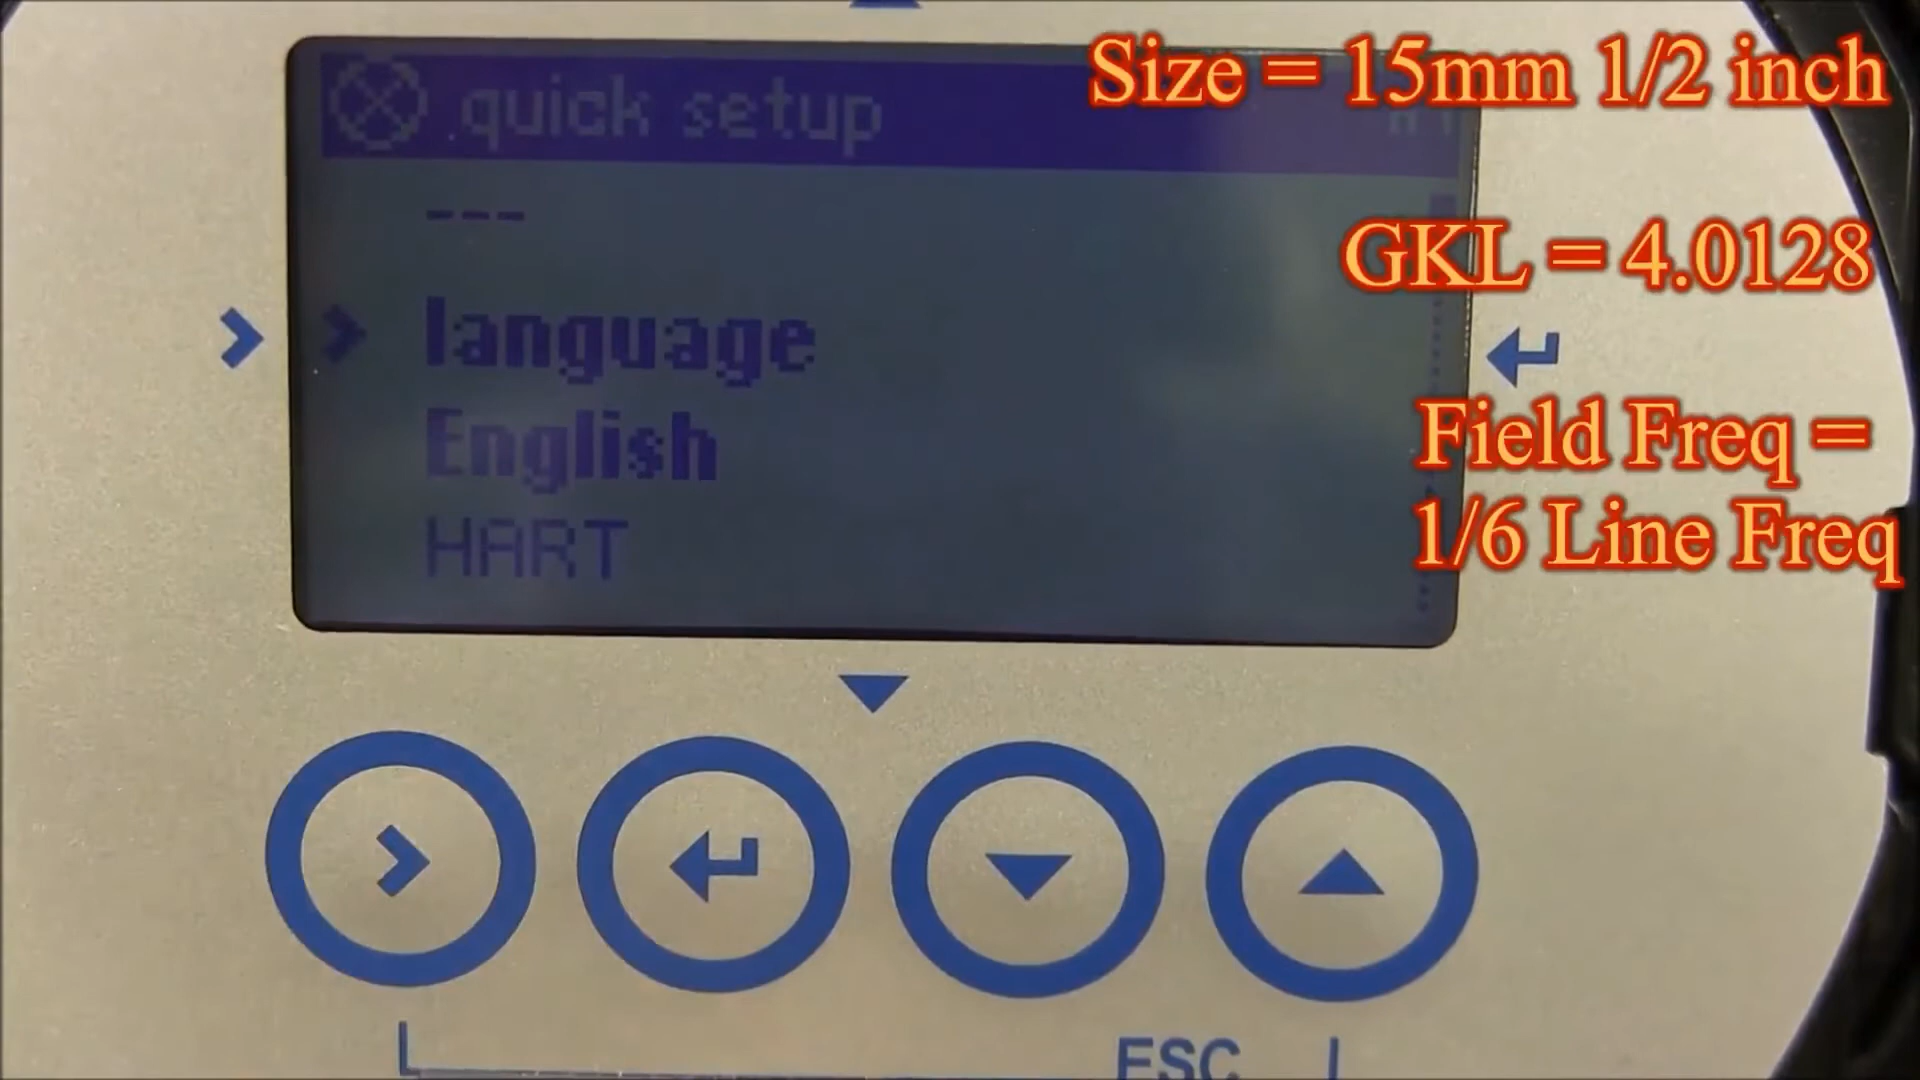 quick setup
Size = 15mm 1/2 inch
---
GKL = 4.0128
language
English
Field Freq =
1/6 Line Freq
HART
ESC